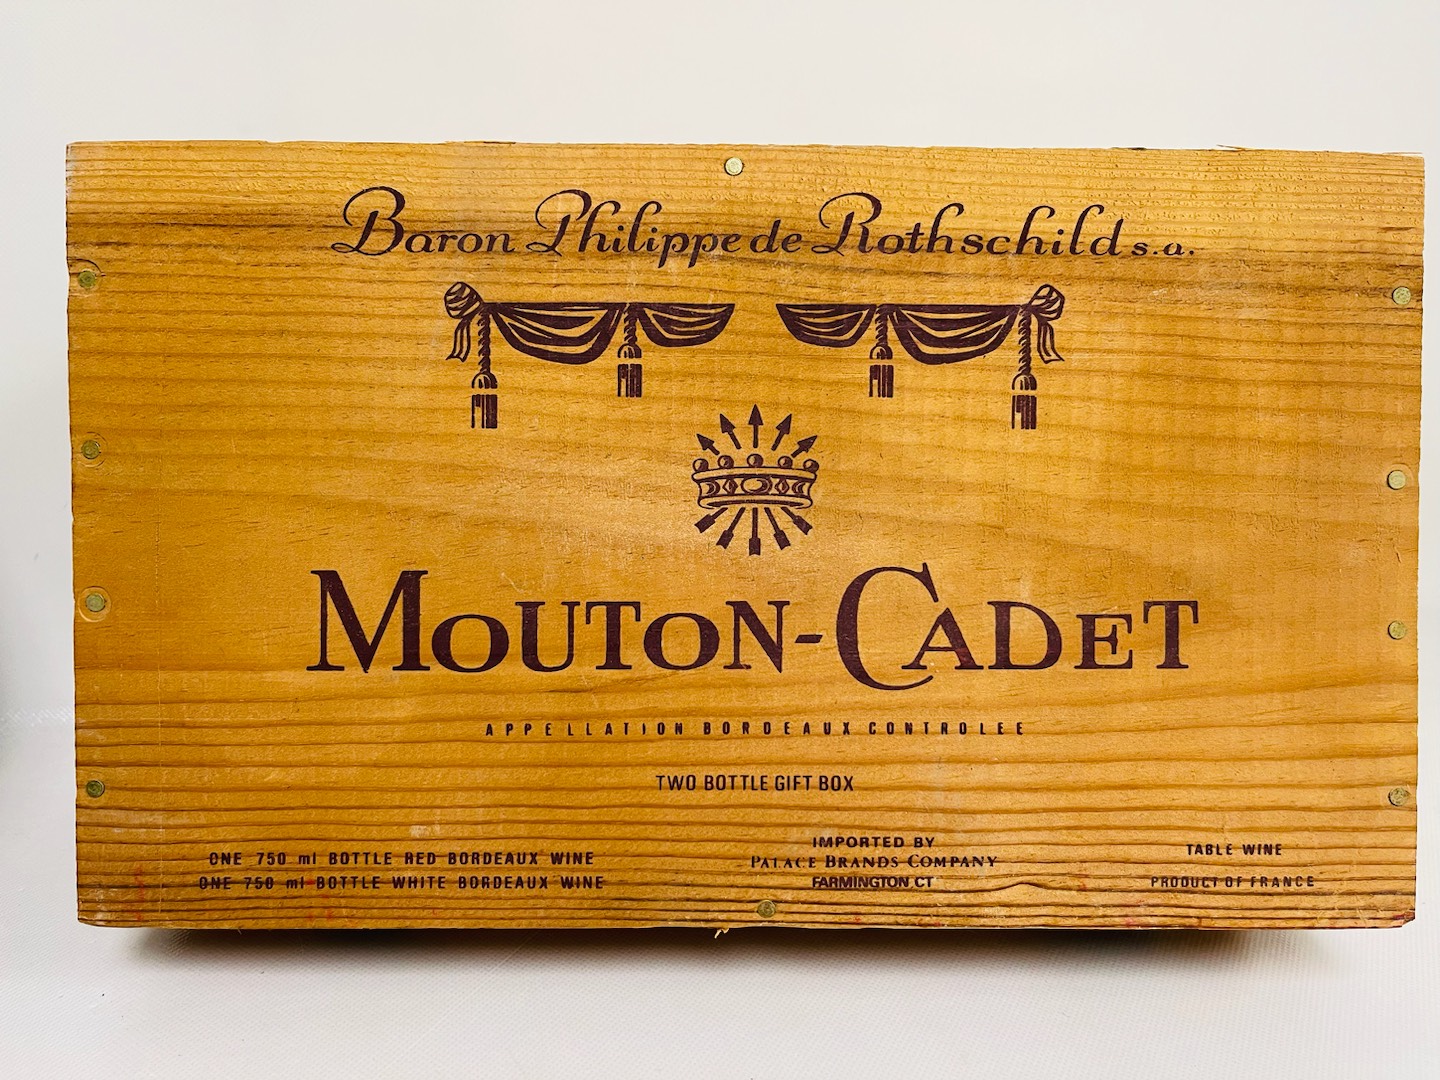 Baron Philippe de Rothschild s.a.
MOUTON-CADET
APPELLATION BORDEAUX CONTROLEE
TWO BOTTLE GIFT BOX
ONE 750 ml BOTTLE RED BORDEAUX WINE
ONE 750 ml BOTTLE WHITE BORDEAUX WINE
IMPORTED BY
PALACE BRANDS COMPANY
FARMINGTON CT
TABLE WINE
PRODUCT OF FRANCE